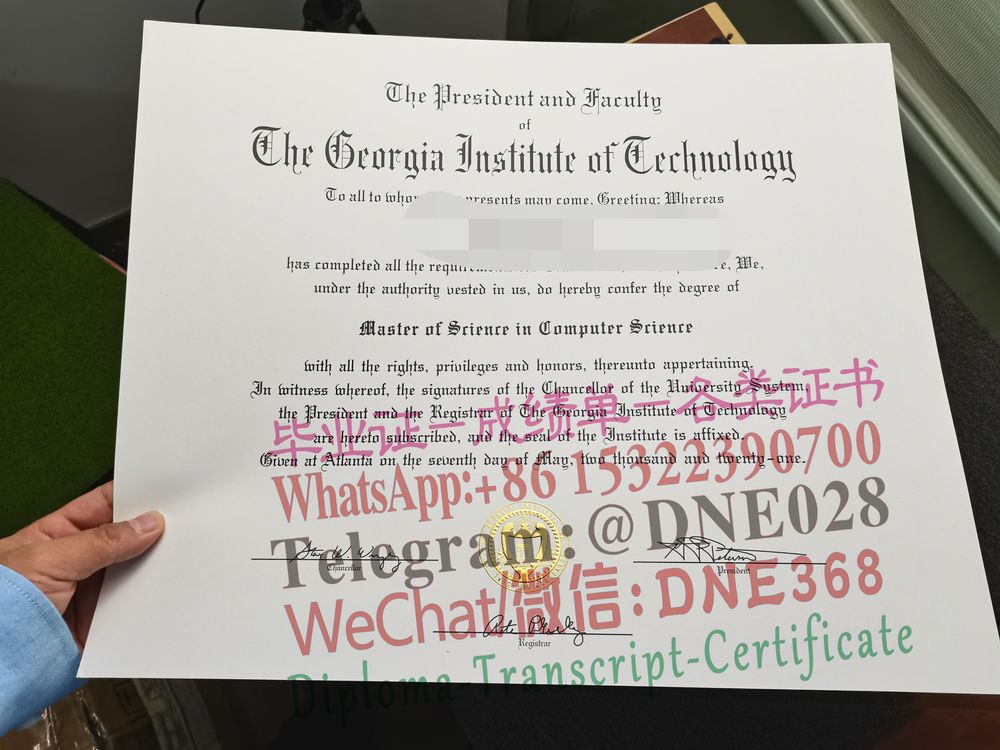 The President and Faculty
of
The Georgia Institute of Technology
To all to presents may come, Greeting: Whereas
has completed all the We,
under the authority vested in us, do hereby confer the degree of
Master of Science in Computer Science
with all the rights, privileges and honors, thereunto appertaining.
In witness whereof, the signatures of the Chancellor of the University System,
the President and the Registrar of The Georgia Institute of Technology
毕业证-成绩单-各类证书
are hereto subscribed, and the seal of the Institute is affixed.
Given at Atlanta on the seventh day of May, two thousand and twenty-one.
WhatsApp:+86 15322390700
Telegram:@DNE028
Chancellor
President
WeChat/微信:DNE368
Registrar
Diploma-Transcript-Certificate